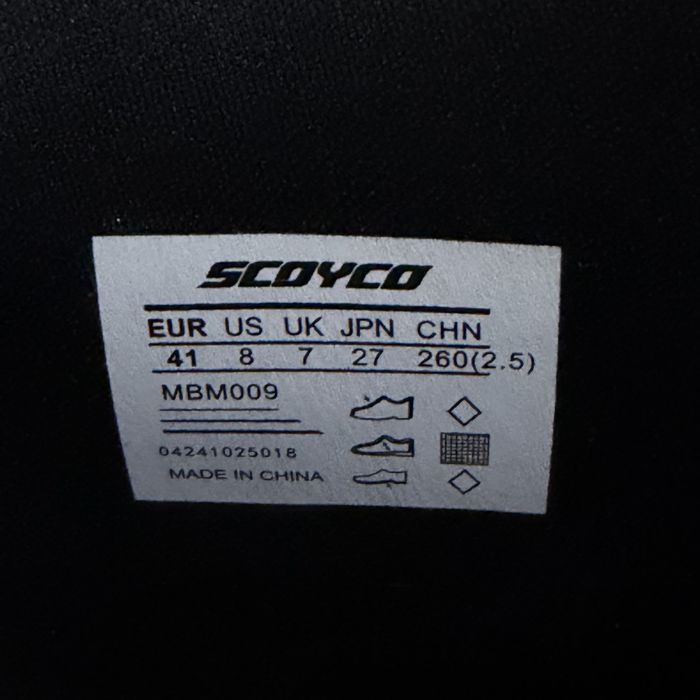 SCOYCO
EUR US UK JPN CHN
41 8 7 27 260(2.5)
MBM009
04241025018
MADE IN CHINA